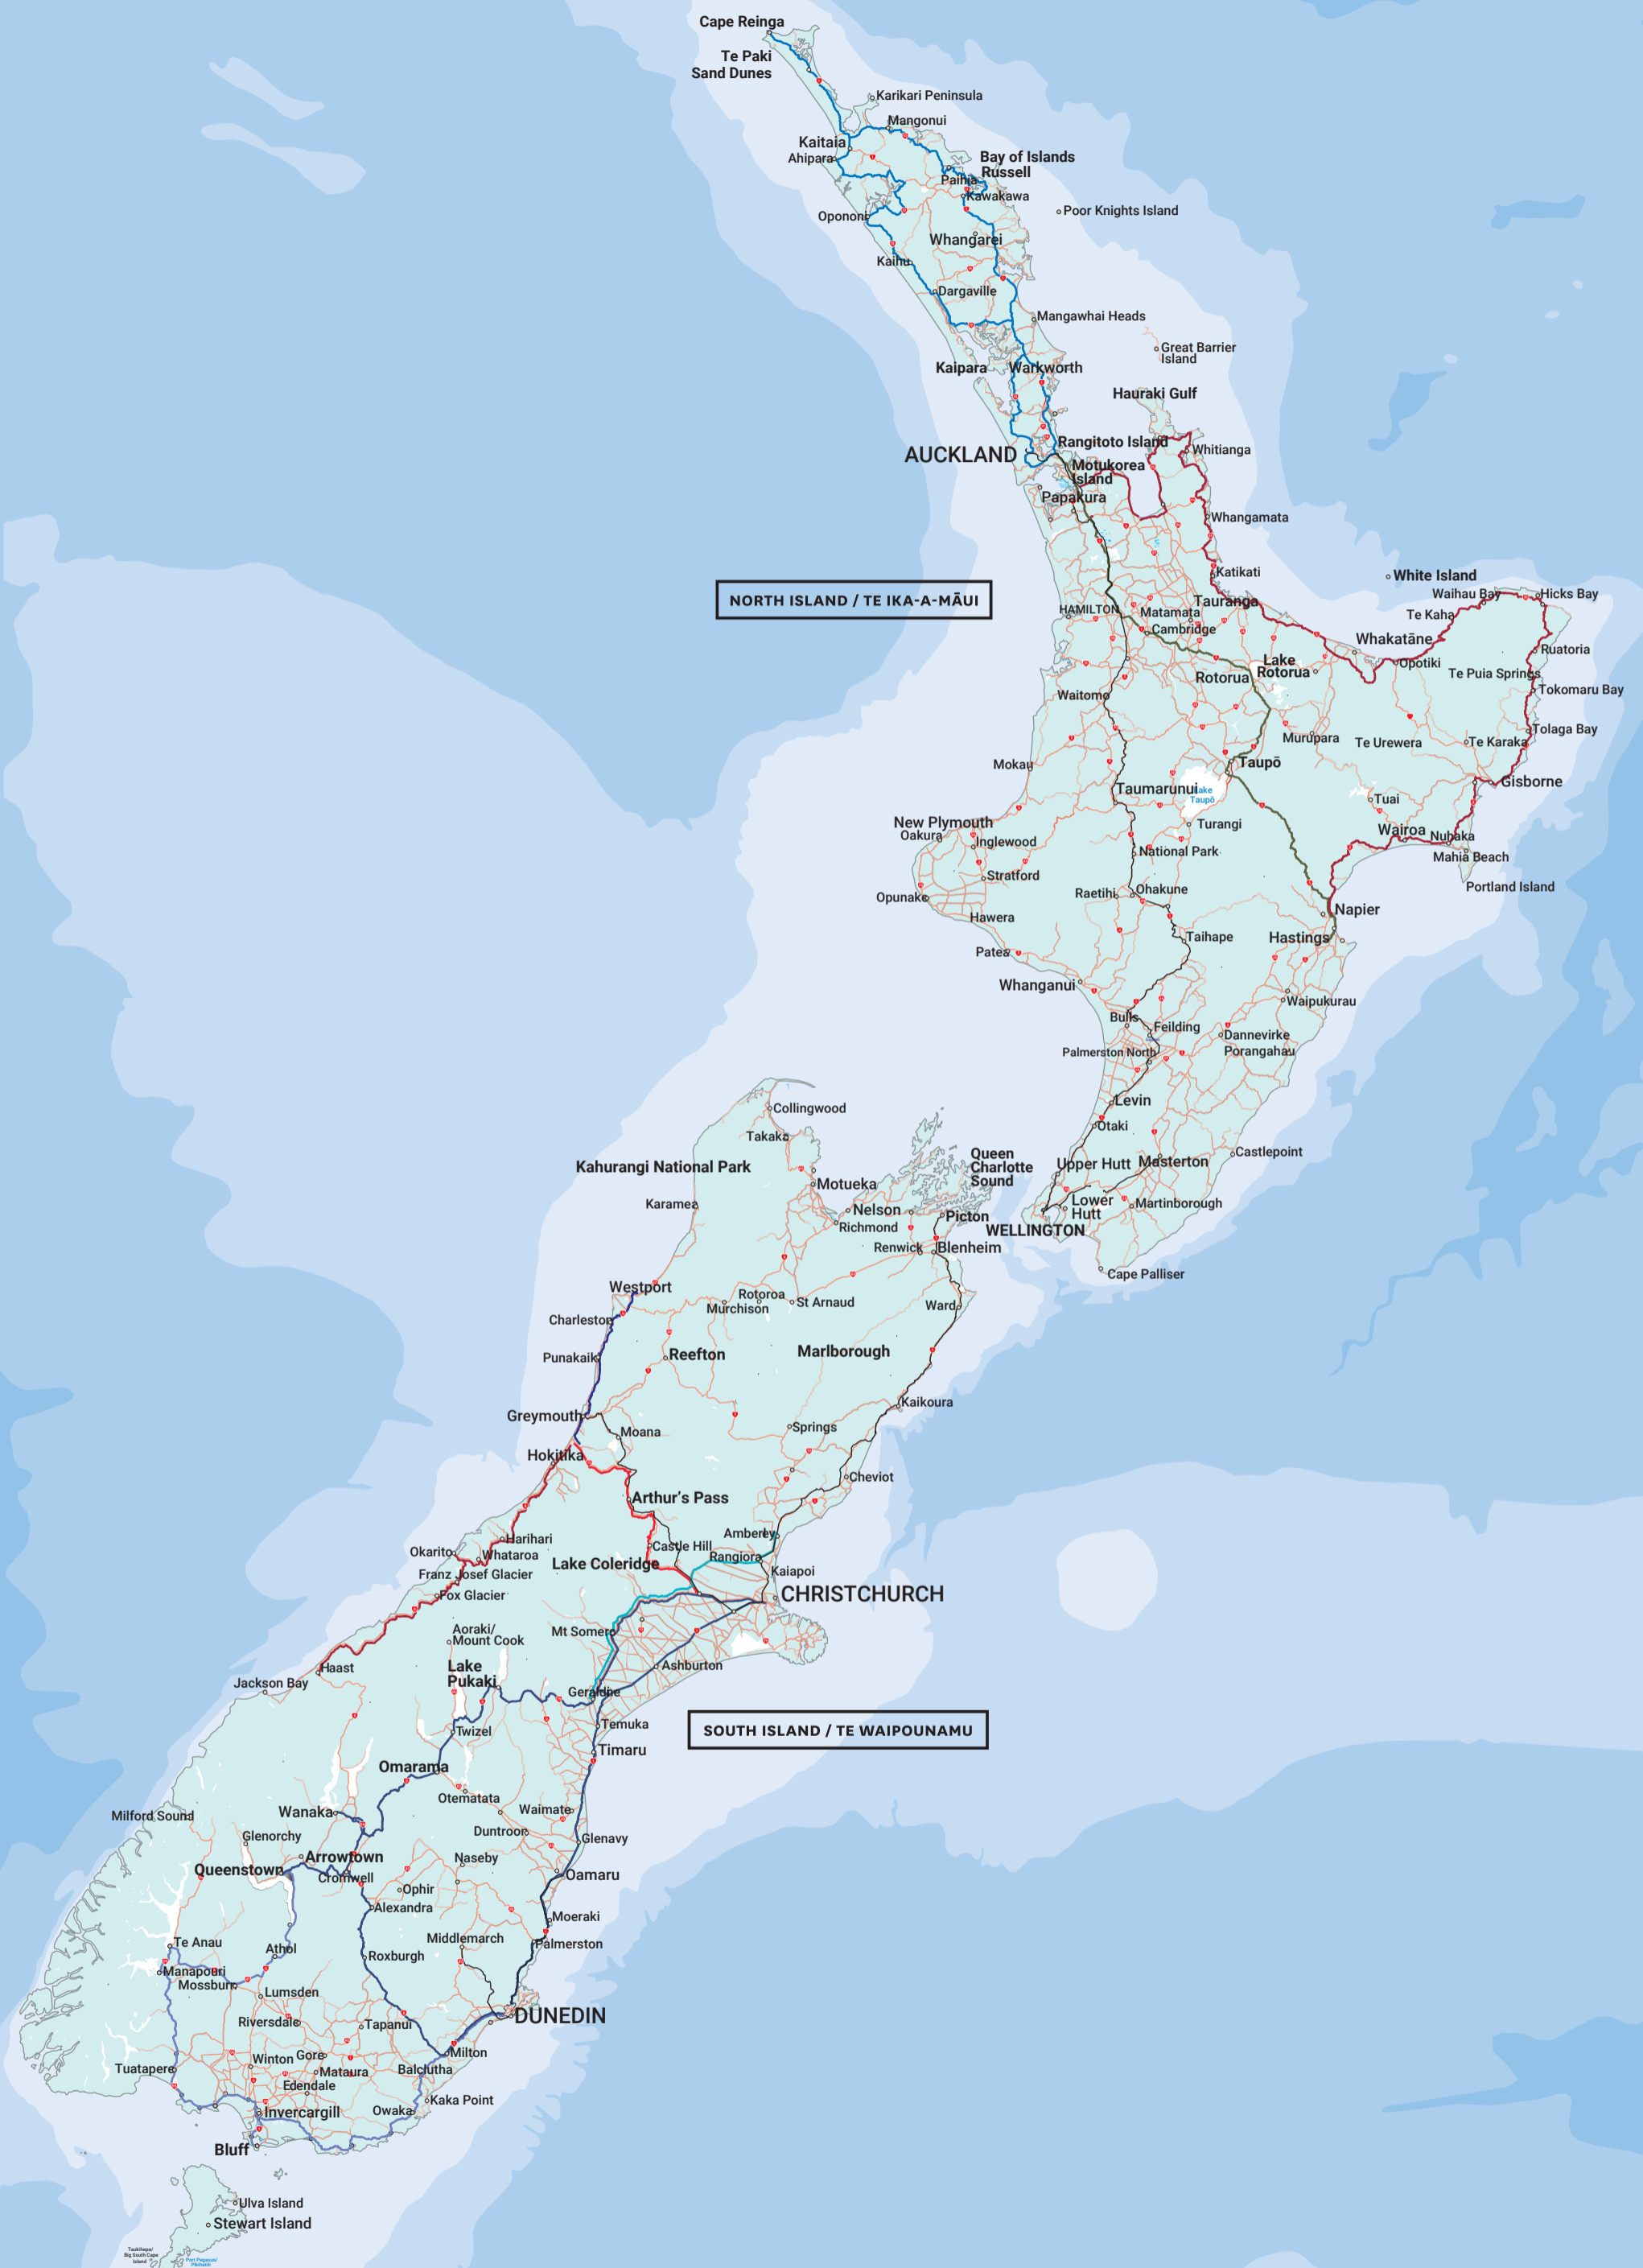 Cape Reinga
Te Paki
Sand Dunes
Karikari Peninsula
Mangonui
Kaitaia
Ahipara
Bay of Islands
Russell
Paihia
Kawakawa
Opononi
Poor Knights Island
Whangarei
Kaihu
Dargaville
Mangawhai Heads
Great Barrier
Island
Kaipara
Warkworth
Hauraki Gulf
Rangitoto Island
AUCKLAND
Whitianga
Motukorea
Island
Papakura
Whangamata
Katikati
White Island
NORTH ISLAND / TE IKA-A-MĀUI
Waihau Bay
Hicks Bay
HAMILTON
Matamata
Tauranga
Te Kaha
Cambridge
Whakatāne
Ruatoria
Lake
Rotorua
Opotiki
Te Puia Springs
Rotorua
Waitomo
Tokomaru Bay
Tolaga Bay
Murupara
Te Urewera
Te Karaka
Mokau
Taupō
Gisborne
Taumarunui
Lake
Taupō
Tuai
New Plymouth
Oakura
Turangi
Wairoa
Nuhaka
Inglewood
National Park
Mahia Beach
Stratford
Portland Island
Opunake
Raetihi
Ohakune
Hawera
Napier
Taihape
Hastings
Patea
Whanganui
Waipukurau
Bulls
Feilding
Dannevirke
Palmerston North
Porangahau
Levin
Otaki
Collingwood
Takaka
Kahurangi National Park
Queen
Charlotte
Sound
Upper Hutt
Masterton
Castlepoint
Motueka
Karamea
Lower
Hutt
Martinborough
Nelson
Picton
Richmond
WELLINGTON
Renwick
Blenheim
Cape Palliser
Westport
Rotoroa
Murchison
St Arnaud
Ward
Charleston
Punakaiki
Reefton
Marlborough
Greymouth
Kaikoura
Moana
Springs
Hokitika
Cheviot
Arthur's Pass
Harihari
Amberley
Okarito
Whataroa
Castle Hill
Lake Coleridge
Rangiora
Franz Josef Glacier
Kaiapoi
Fox Glacier
CHRISTCHURCH
Aoraki/
Mount Cook
Mt Somers
Haast
Lake
Pukaki
Ashburton
Jackson Bay
Geraldine
Twizel
Temuka
SOUTH ISLAND / TE WAIPOUNAMU
Timaru
Omarama
Otematata
Milford Sound
Wanaka
Waimate
Glenorchy
Duntroon
Glenavy
Arrowtown
Naseby
Queenstown
Cromwell
Oamaru
Ophir
Alexandra
Moeraki
Te Anau
Athol
Middlemarch
Palmerston
Roxburgh
Manapouri
Mossburn
Lumsden
Riversdale
Tapanui
DUNEDIN
Winton
Gore
Milton
Tuatapere
Mataura
Balclutha
Edendale
Kaka Point
Invercargill
Owaka
Bluff
Ulva Island
Stewart Island
Taukihepa/
Big South Cape
Island
Port Pegasus/
Pikihatiti